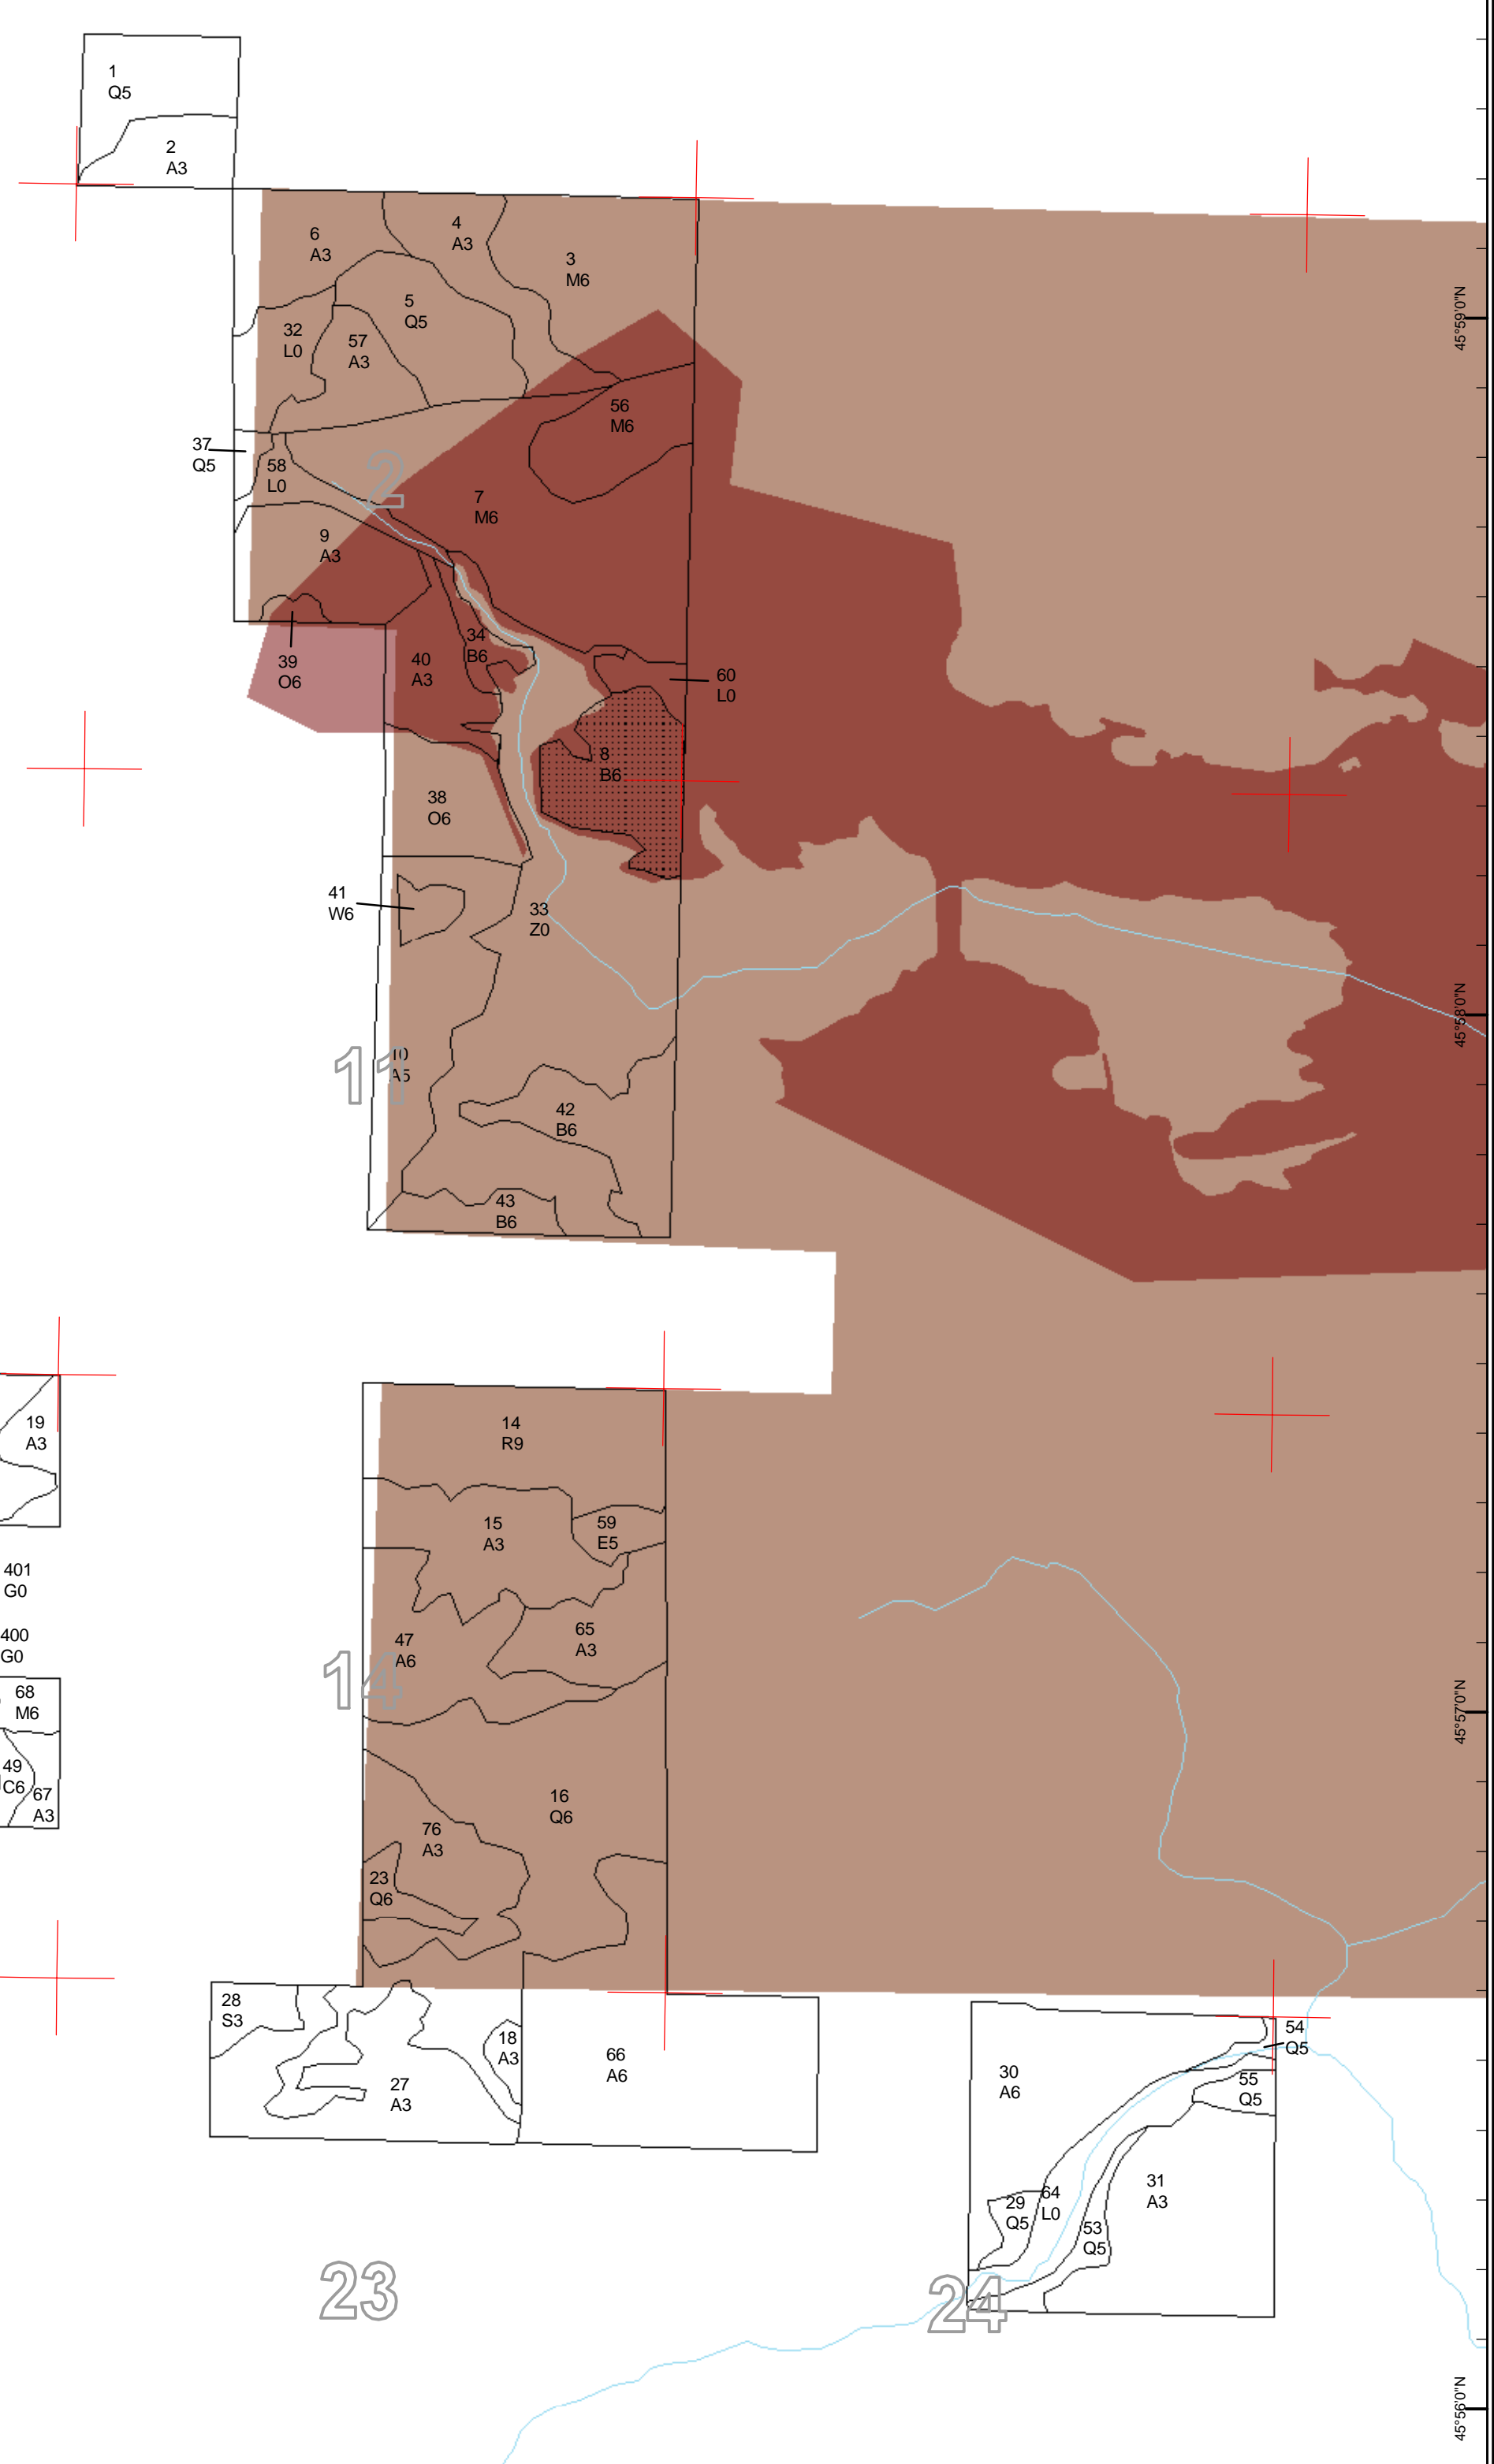 1
Q5
2
A3
6
A3
4
A3
3
M6
5
Q5
32
L0
57
A3
45°59'0"N
56
M6
37
Q5
58
L0
2
7
M6
9
A3
34
B6
39
O6
40
A3
60
L0
8
B6
38
O6
41
W6
33
Z0
45°58'0"N
10
A5
11
42
B6
43
B6
19
A3
14
R9
15
A3
59
E5
401
G0
400
G0
47
A6
65
A3
14
68
M6
45°57'0"N
49
C6
67
A3
16
Q6
76
A3
23
Q6
28
S3
18
A3
27
A3
66
A6
54
Q5
30
A6
55
Q5
31
A3
29
Q5
64
L0
53
Q5
23
24
45°56'0"N